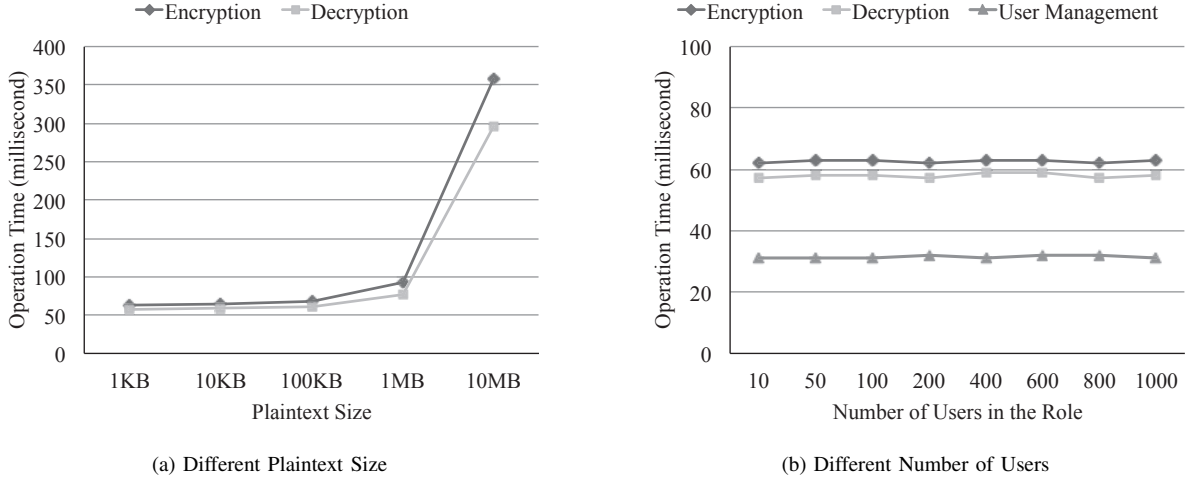 Encryption Decryption
400
350
300
250
200
150
100
50
0
Operation Time (millisecond)
1KB 10KB 100KB 1MB 10MB
Plaintext Size
(a) Different Plaintext Size
Encryption Decryption User Management
100
80
60
40
20
0
Operation Time (millisecond)
10 50 100 200 400 600 800 1000
Number of Users in the Role
(b) Different Number of Users